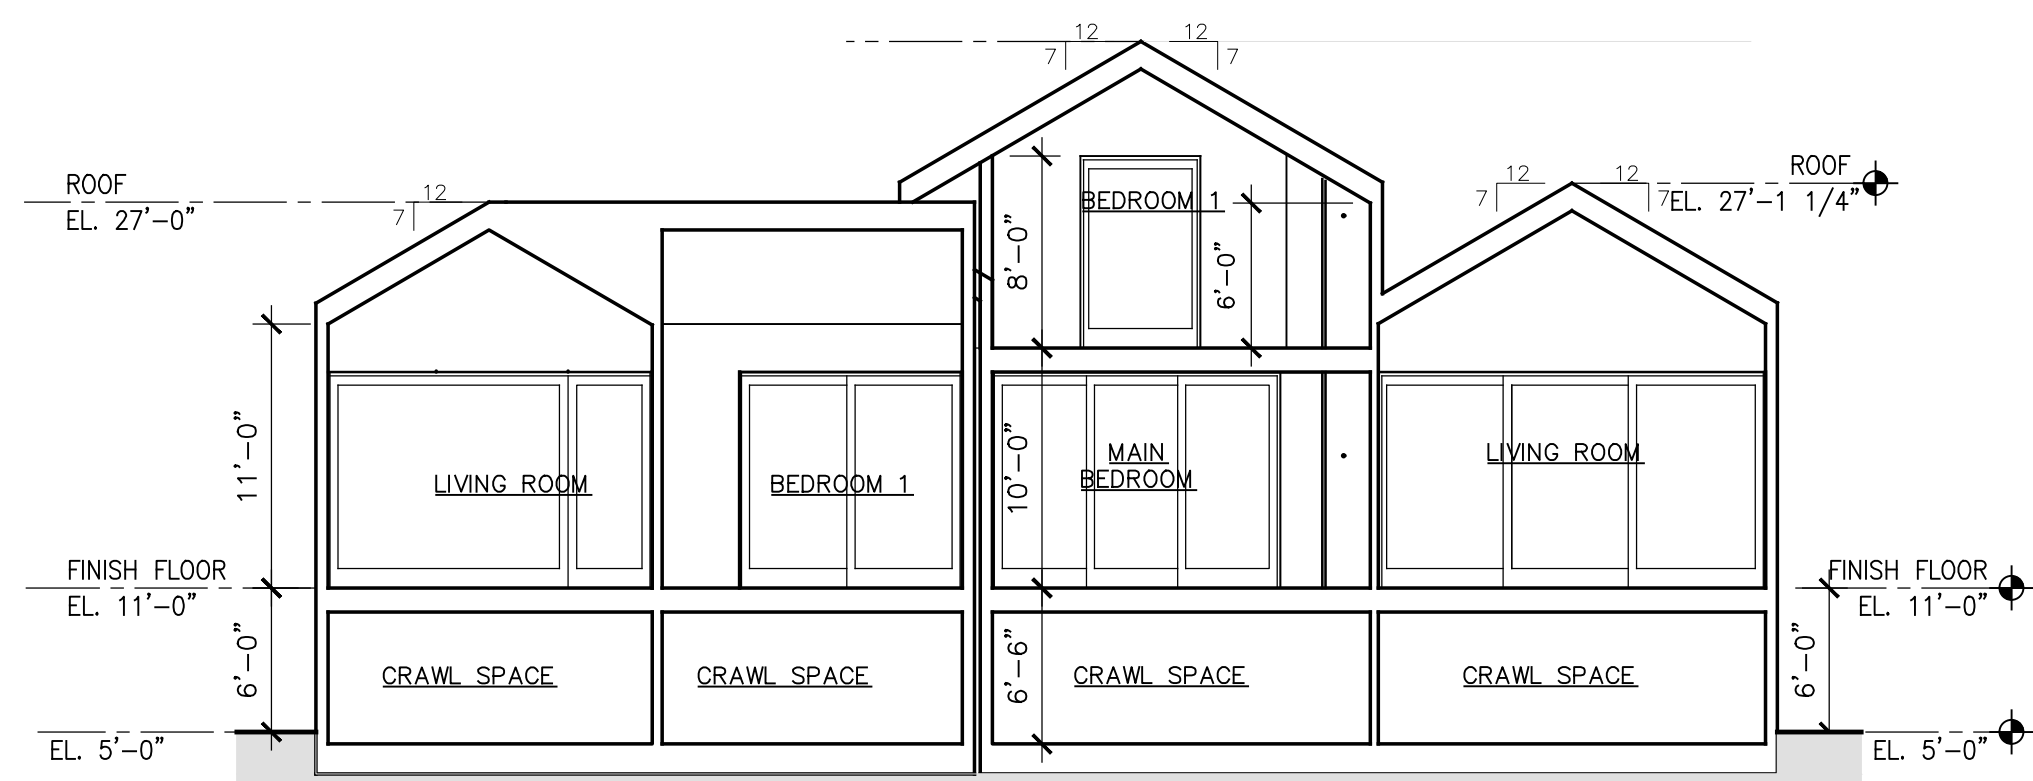 12
7
12
7
ROOF
EL. 27'-0"
12
7
12
7
12
7
ROOF
EL. 27'-1 1/4"
BEDROOM 1
8'-0"
6'-0"
11'-0"
LIVING ROOM
BEDROOM 1
10'-0"
MAIN
BEDROOM
LIVING ROOM
FINISH FLOOR
EL. 11'-0"
FINISH FLOOR
EL. 11'-0"
6'-0"
CRAWL SPACE
CRAWL SPACE
6'-6"
CRAWL SPACE
CRAWL SPACE
6'-0"
EL. 5'-0"
EL. 5'-0"